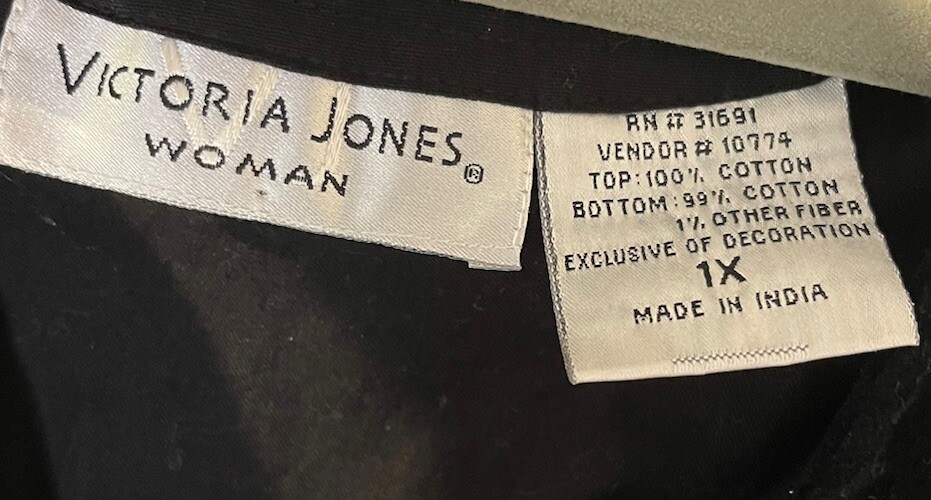 VICTORIA JONES®
WOMAN
RN # 31691
VENDOR # 10774
TOP:100% COTTON
BOTTOM:99% COTTON
1% OTHER FIBER
EXCLUSIVE OF DECORATION
1X
MADE IN INDIA